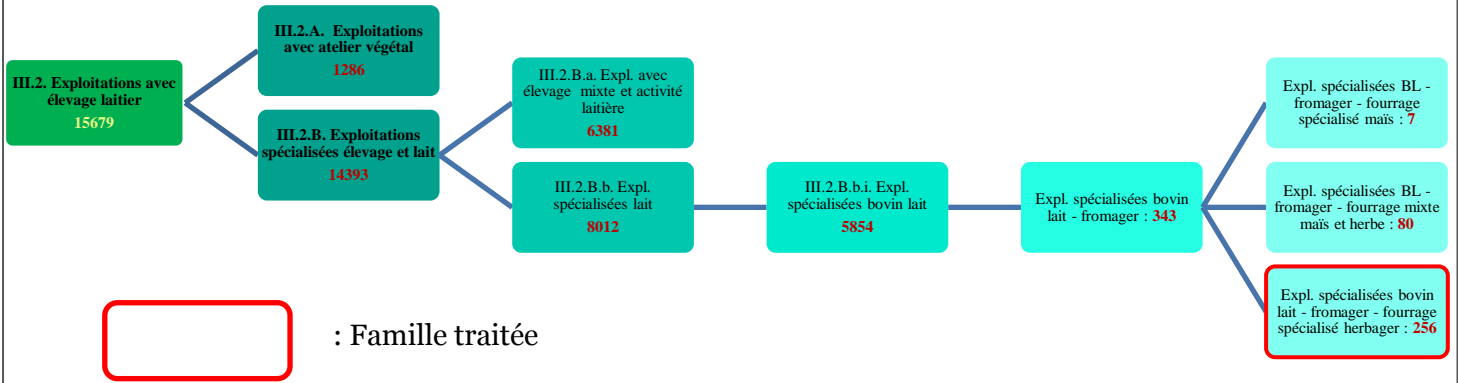 III.2. Exploitations avec
élevage laitier
15679
III.2.A. Exploitations
avec atelier végétal
1286
III.2.B. Exploitations
spécialisées élevage et lait
14393
III.2.B.a. Expl. avec
élevage mixte et activité
laitière
6381
III.2.B.b. Expl.
spécialisées lait
8012
III.2.B.b.i. Expl.
spécialisées bovin lait
5854
Expl. spécialisées bovin
lait - fromager : 343
Expl. spécialisées BL -
fromager - fourrage
spécialisé maïs : 7
Expl. spécialisées BL -
fromager - fourrage mixte
maïs et herbe : 80
Expl. spécialisées bovin
lait - fromager - fourrage
spécialisé herbager : 256
: Famille traitée